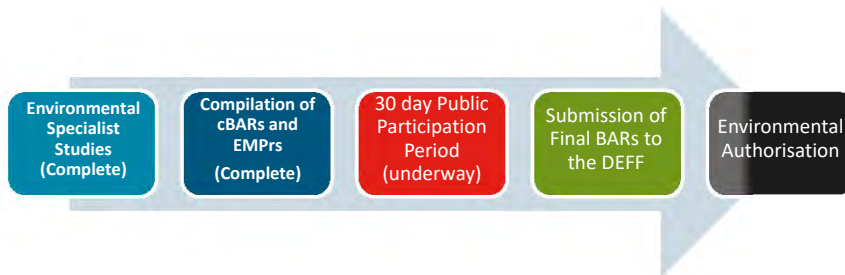 Environmental
Specialist
Studies
(Complete)
Compilation of
cBARs and
EMPrs
(Complete)
30 day Public
Participation
Period
(underway)
Submission of
Final BARs to
the DEFF
Environmental
Authorisation